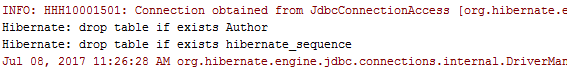 INFO: HHH10001501: Connection obtained from JdbcConnectionAccess [org.hibernate.e
Hibernate: drop table if exists Author
Hibernate: drop table if exists hibernate_sequence
Jul 08, 2017 11:26:28 AM org.hibernate.engine.jdbc.connections.internal.DriverMan